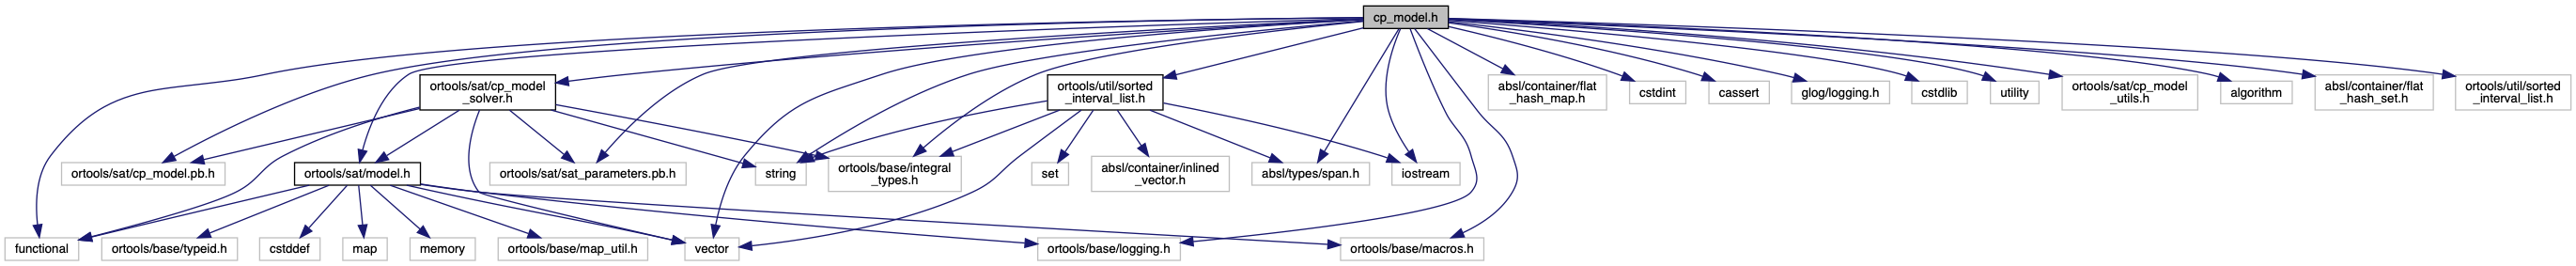 cp_model.h
ortools/sat/cp_model
_solver.h
ortools/util/sorted
_interval_list.h
absl/container/flat
_hash_map.h
cstdint
cassert
glog/logging.h
cstdlib
utility
ortools/sat/cp_model
_utils.h
algorithm
absl/container/flat
_hash_set.h
ortools/util/sorted
_interval_list.h
ortools/sat/cp_model.pb.h
ortools/sat/model.h
ortools/sat/sat_parameters.pb.h
string
ortools/base/integral
_types.h
set
absl/container/inlined
_vector.h
absl/types/span.h
iostream
functional
ortools/base/typeid.h
cstddef
map
memory
ortools/base/map_util.h
vector
ortools/base/logging.h
ortools/base/macros.h